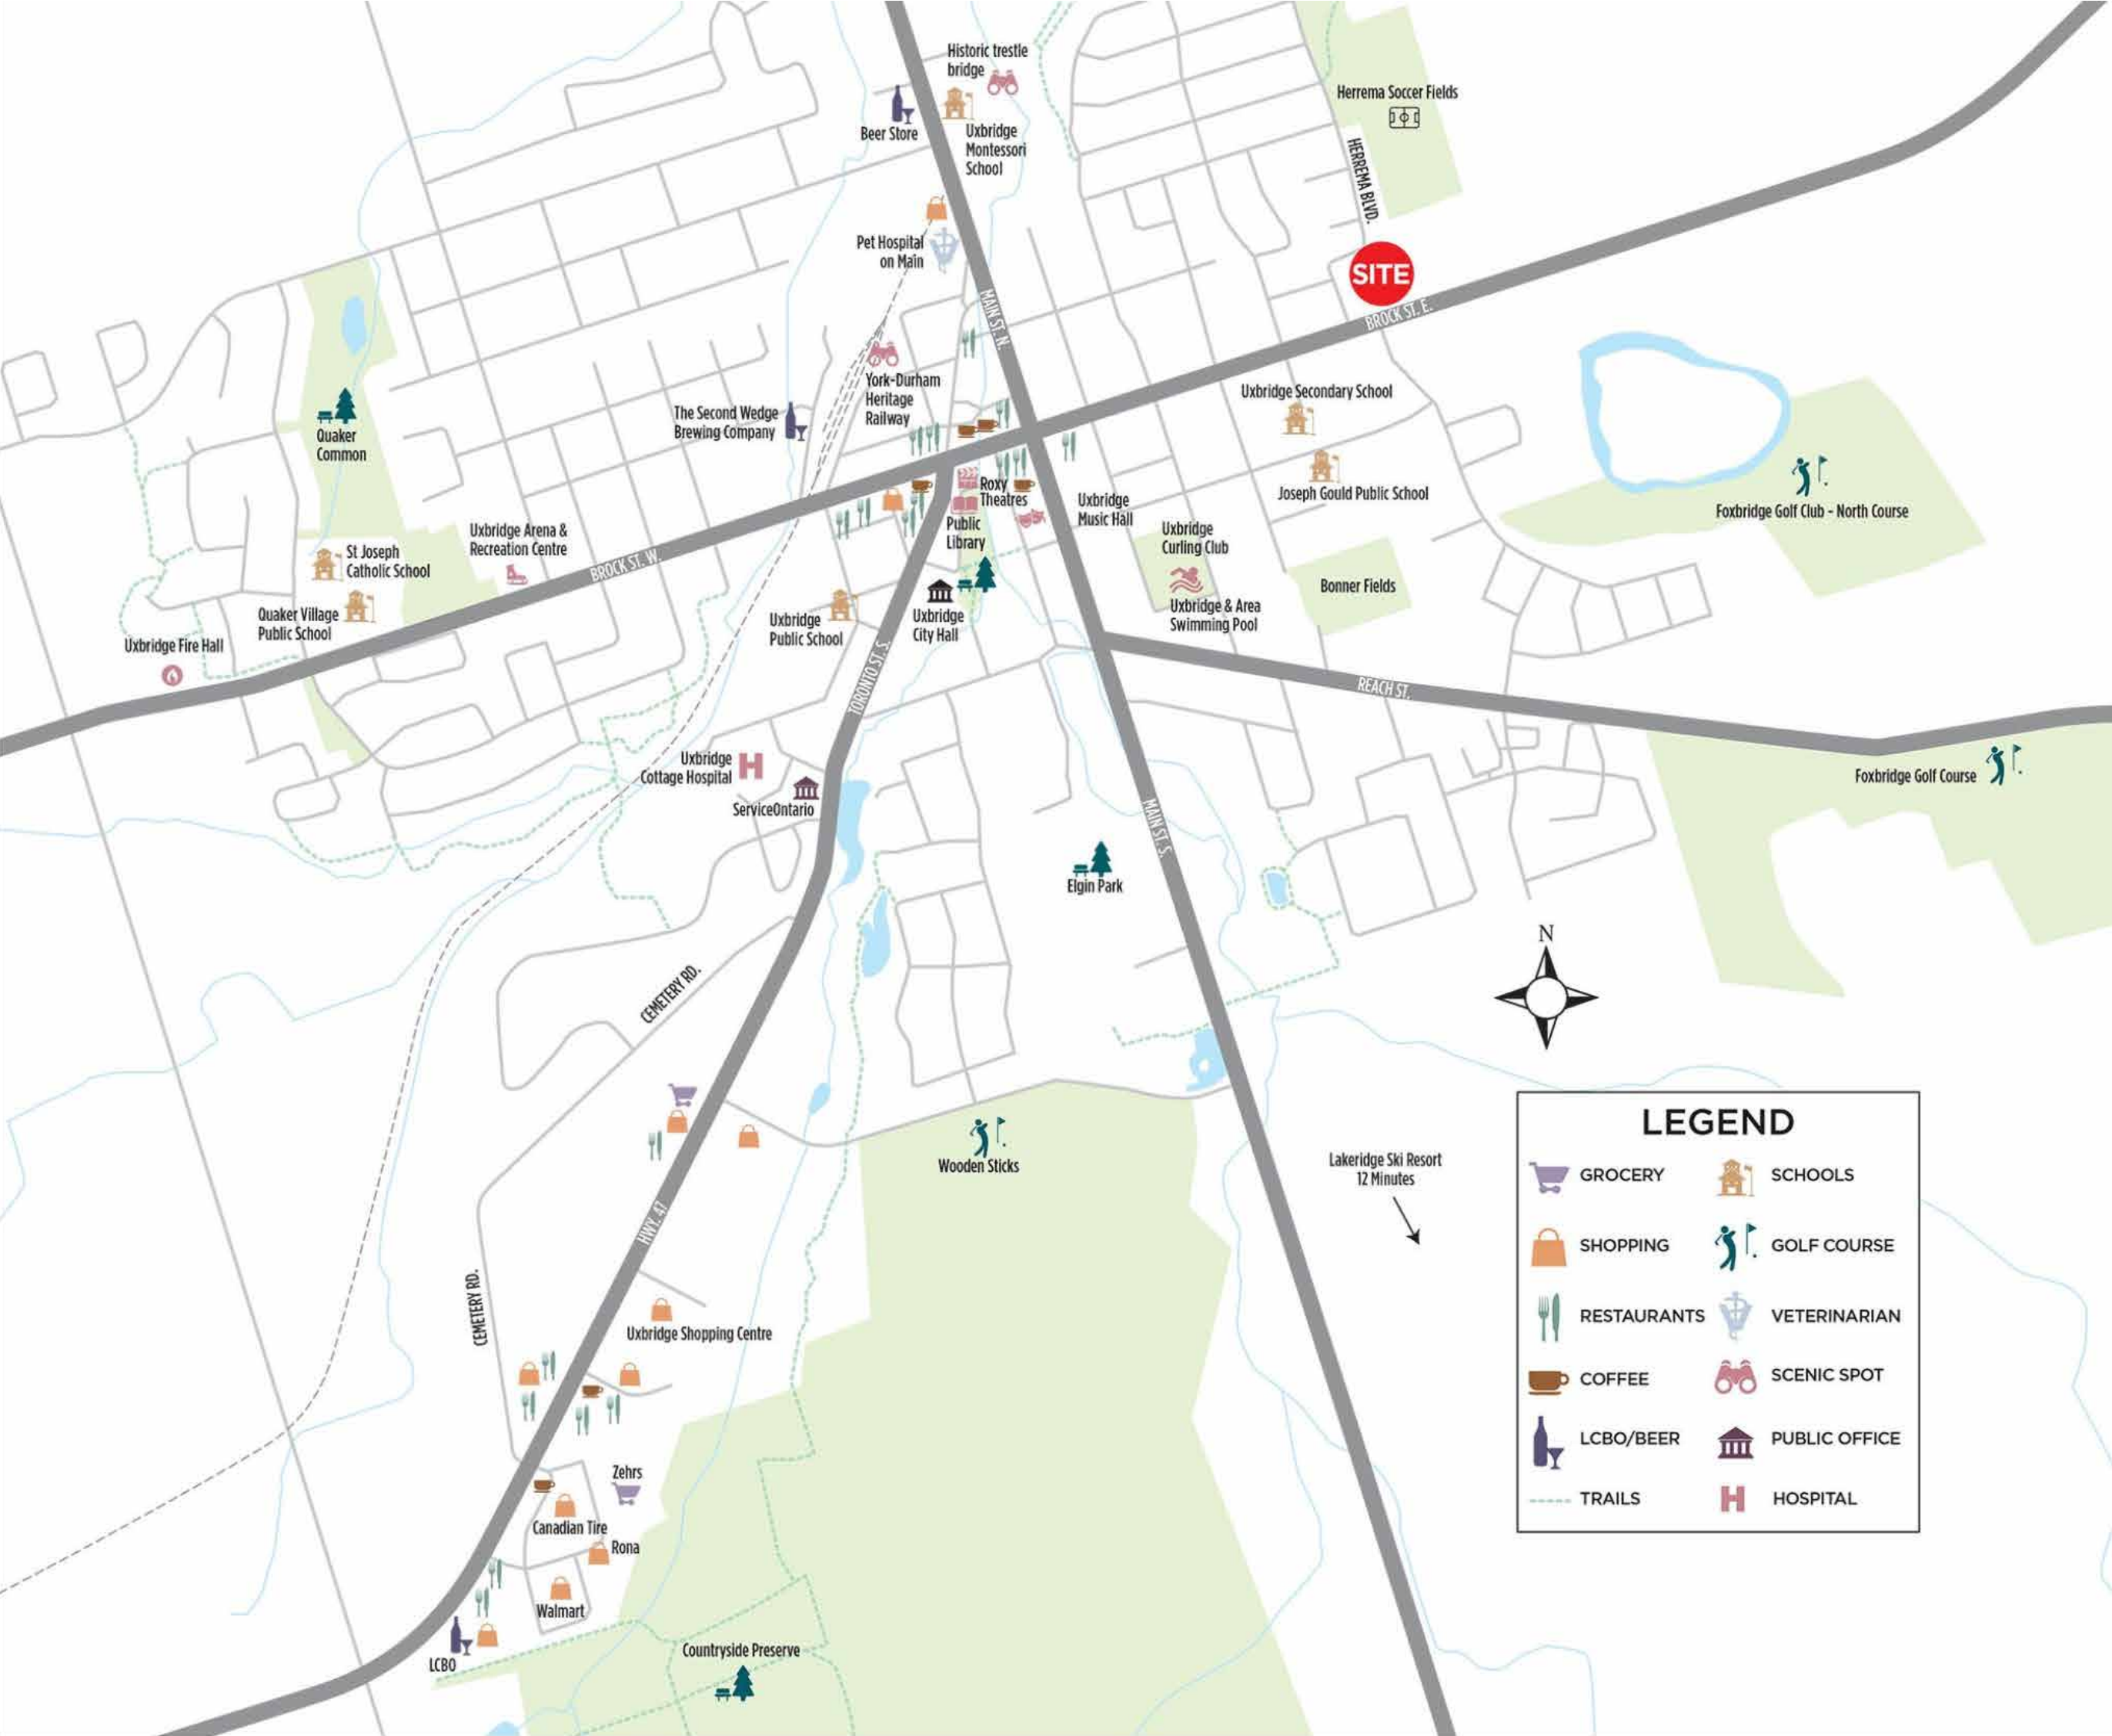 Historic trestle
bridge
Herrema Soccer Fields
Beer Store
Uxbridge
Montessori
School
HERREMA BLVD.
Pet Hospital
on Main
SITE
MAIN ST. N.
BROCK ST. E.
York-Durham
Heritage
Railway
Uxbridge Secondary School
The Second Wedge
Brewing Company
Quaker
Common
Roxy
Theatres
Joseph Gould Public School
Uxbridge
Music Hall
Foxbridge Golf Club - North Course
Public
Library
Uxbridge
Curling Club
Uxbridge Arena &
Recreation Centre
St Joseph
Catholic School
BROCK ST. W.
Bonner Fields
Quaker Village
Public School
Uxbridge
Public School
Uxbridge
City Hall
Uxbridge & Area
Swimming Pool
Uxbridge Fire Hall
TORONTO ST. S.
REACH ST.
Uxbridge
Cottage Hospital
H
ServiceOntario
Foxbridge Golf Course
MAIN ST. S.
Elgin Park
N
CEMETERY RD.
Wooden Sticks
Lakeridge Ski Resort
12 Minutes
HWY. 47
CEMETERY RD.
Uxbridge Shopping Centre
Zehrs
Canadian Tire
Rona
Walmart
LCBO
Countryside Preserve
LEGEND
GROCERY
SCHOOLS
SHOPPING
GOLF COURSE
RESTAURANTS
VETERINARIAN
COFFEE
SCENIC SPOT
LCBO/BEER
PUBLIC OFFICE
TRAILS
H HOSPITAL